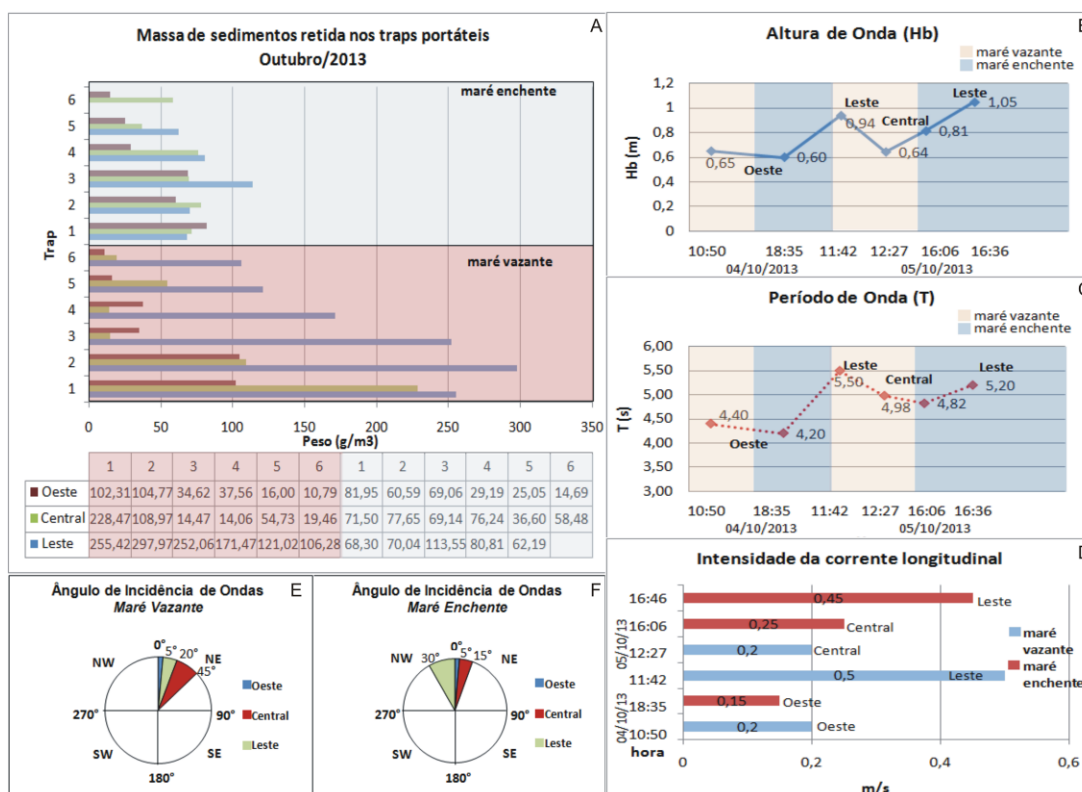 A
Massa de sedimentos retida nos traps portáteis
Outubro/2013
maré enchente
6
5
4
3
2
1
maré vazante
6
5
4
3
2
1
Trap
0 50 100 150 200 250 300 350
Peso (g/m3)
1 2 3 4 5 6 1 2 3 4 5 6
Oeste 102,31 104,77 34,62 37,56 16,00 10,79 81,95 60,59 69,06 29,19 25,05 14,69
Central 228,47 108,97 14,47 14,06 54,73 19,46 71,50 77,65 69,14 76,24 36,60 58,48
Leste 255,42 297,97 252,06 171,47 121,02 106,28 68,30 70,04 113,55 80,81 62,19
Altura de Onda (Hb)
maré vazante
maré enchente
Hb (m)
1,2
1
0,8
0,6
0,4
0,2
0
0,65
Oeste
0,60
Leste
0,94
0,64
Central
0,81
Leste
1,05
10:50 18:35 11:42 12:27 16:06 16:36
04/10/2013 05/10/2013
Período de Onda (T)
maré vazante
maré enchente
T (s)
6,00
5,50
5,00
4,50
4,00
3,50
3,00
4,40
Oeste
4,20
Leste
5,50
Central
4,98
4,82
Leste
5,20
10:50 18:35 11:42 12:27 16:06 16:36
04/10/2013 05/10/2013
D
Intensidade da corrente longitudinal
16:46 0,45 Leste
16:06 0,25 Central
12:27 0,2 Central
11:42 0,5 Leste
18:35 0,15 Oeste
10:50 0,2 Oeste
05/10/13
04/10/13
hora
0 0,2 0,4 0,6
m/s
maré vazante
maré enchente
E
Ângulo de Incidência de Ondas
Maré Vazante
0°
5°
20°
45°
NW
NE
270°
90°
SW
SE
180°
Oeste
Central
Leste
F
Ângulo de Incidência de Ondas
Maré Enchente
30°
0°
5°
15°
NW
NE
270°
90°
SW
SE
180°
Oeste
Central
Leste